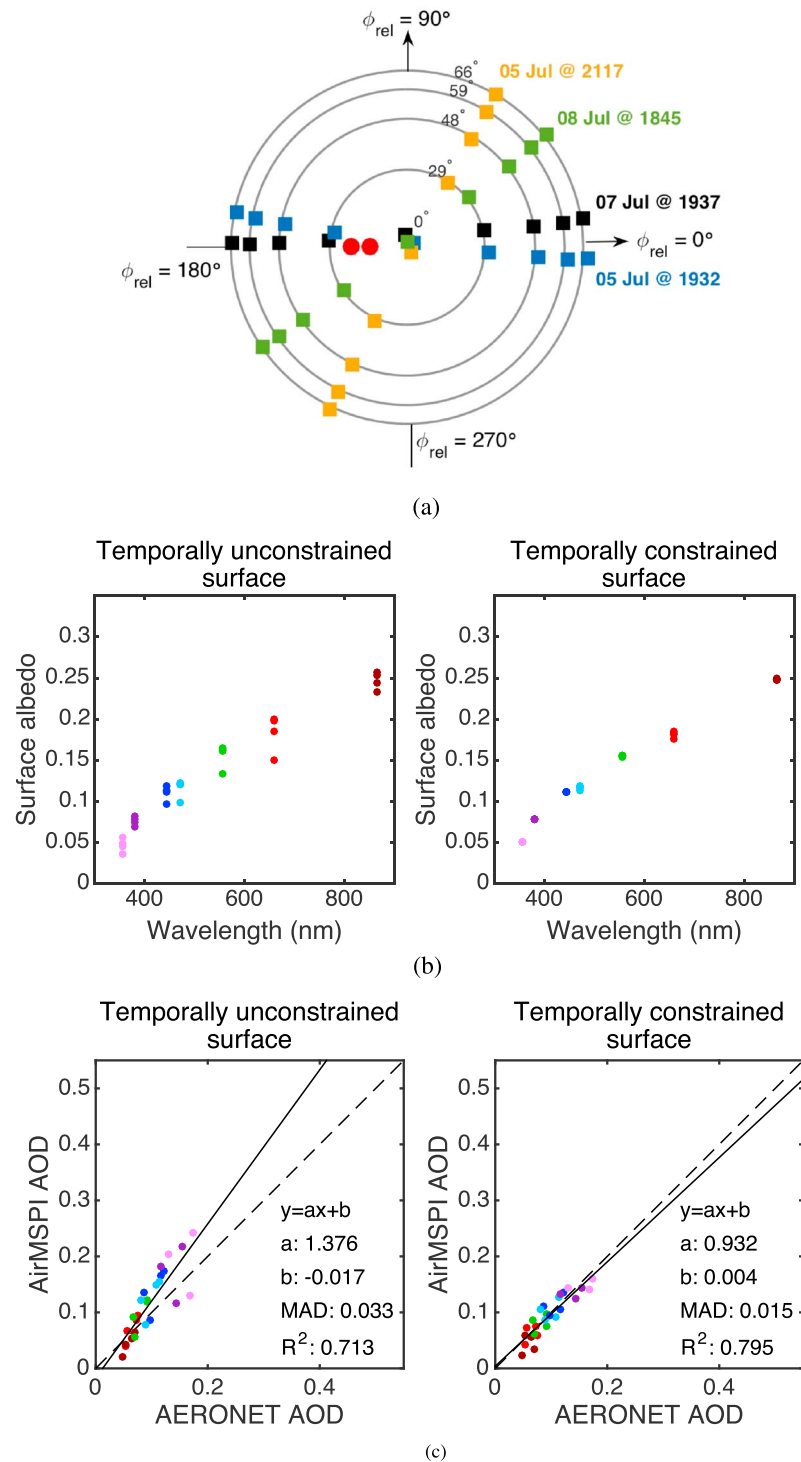 ϕrel = 90°
66°
05 Jul @ 2117
59°
48°
08 Jul @ 1845
29°
07 Jul @ 1937
0°
ϕrel = 0°
ϕrel = 180°
05 Jul @ 1932
ϕrel = 270°
(a)
Temporally unconstrained
surface
Surface albedo
0.3
0.25
0.2
0.15
0.1
0.05
0
400
600
800
Wavelength (nm)
Temporally constrained
surface
Surface albedo
0.3
0.25
0.2
0.15
0.1
0.05
0
400
600
800
Wavelength (nm)
(b)
Temporally unconstrained
surface
AirMSPI AOD
0.5
0.4
0.3
0.2
0.1
0
y=ax+b
a: 1.376
b: -0.017
MAD: 0.033
R²: 0.713
0
0.2
0.4
AERONET AOD
Temporally constrained
surface
AirMSPI AOD
0.5
0.4
0.3
0.2
0.1
0
y=ax+b
a: 0.932
b: 0.004
MAD: 0.015
R²: 0.795
0
0.2
0.4
AERONET AOD
(c)